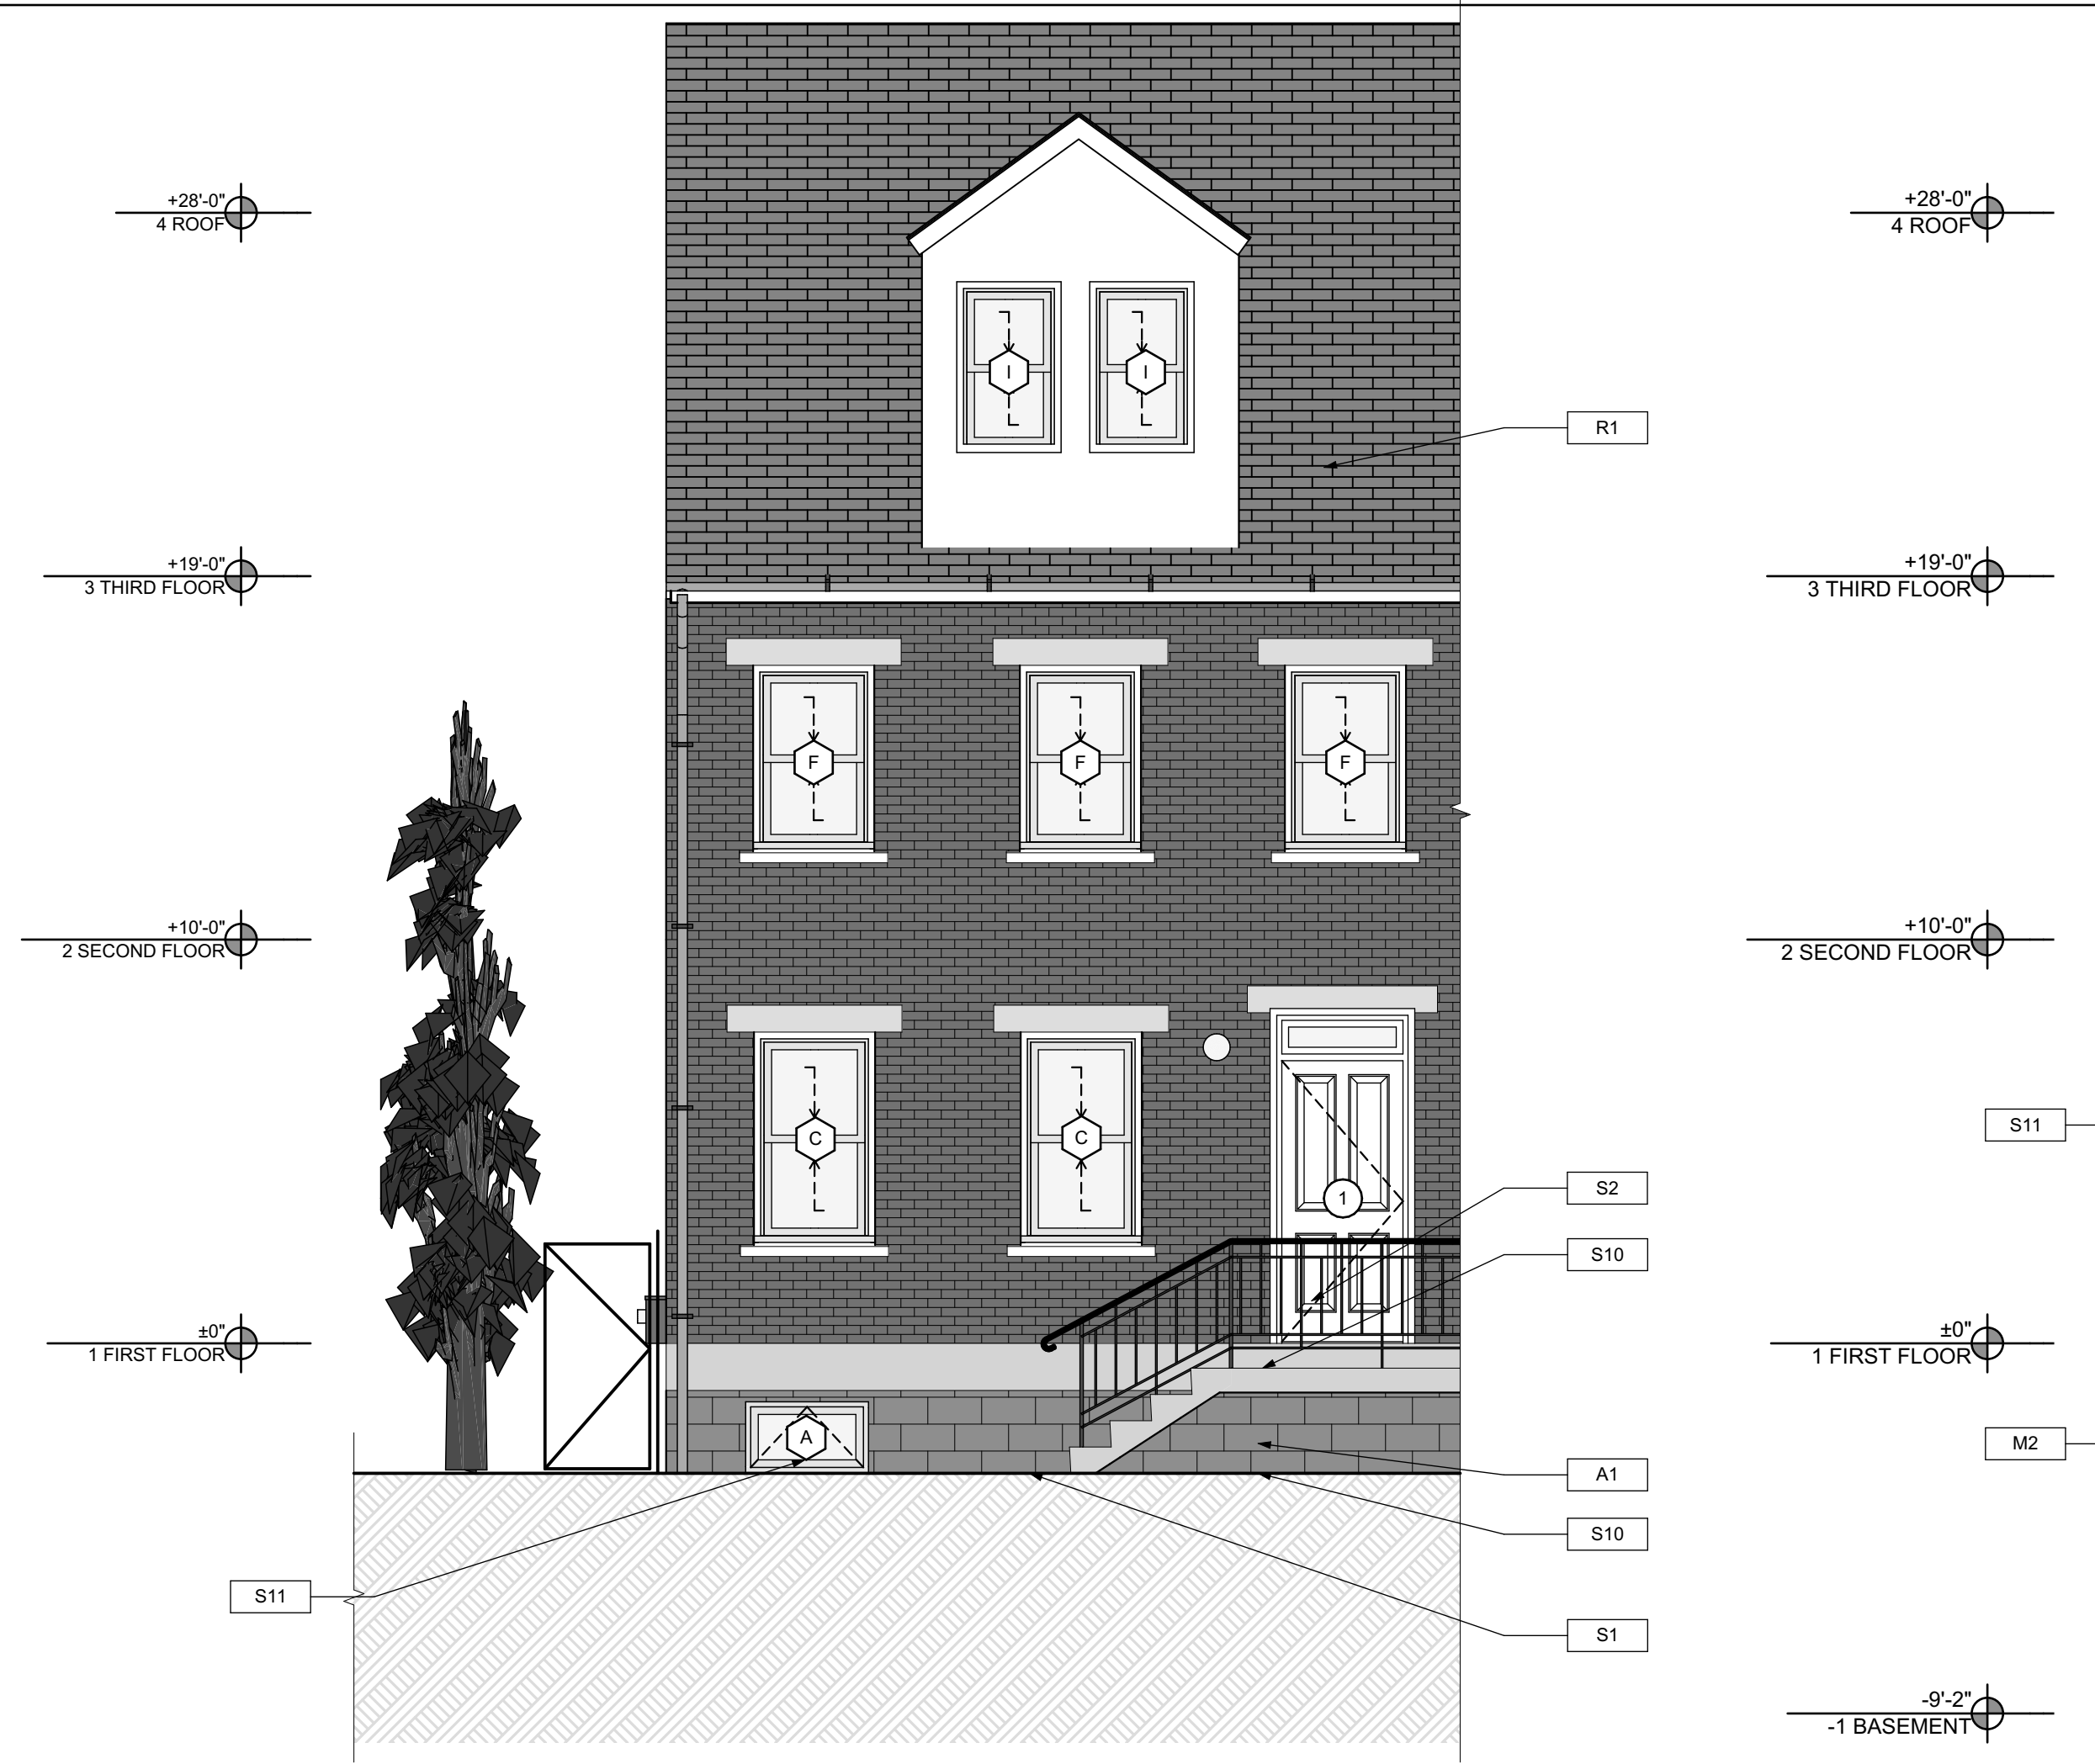 +28'-0"
4 ROOF
+28'-0"
4 ROOF
I
I
R1
+19'-0"
3 THIRD FLOOR
+19'-0"
3 THIRD FLOOR
F
F
F
+10'-0"
2 SECOND FLOOR
+10'-0"
2 SECOND FLOOR
S11
C
C
1
S2
S10
±0"
1 FIRST FLOOR
±0"
1 FIRST FLOOR
A
M2
A1
S10
S11
S1
-9'-2"
-1 BASEMENT